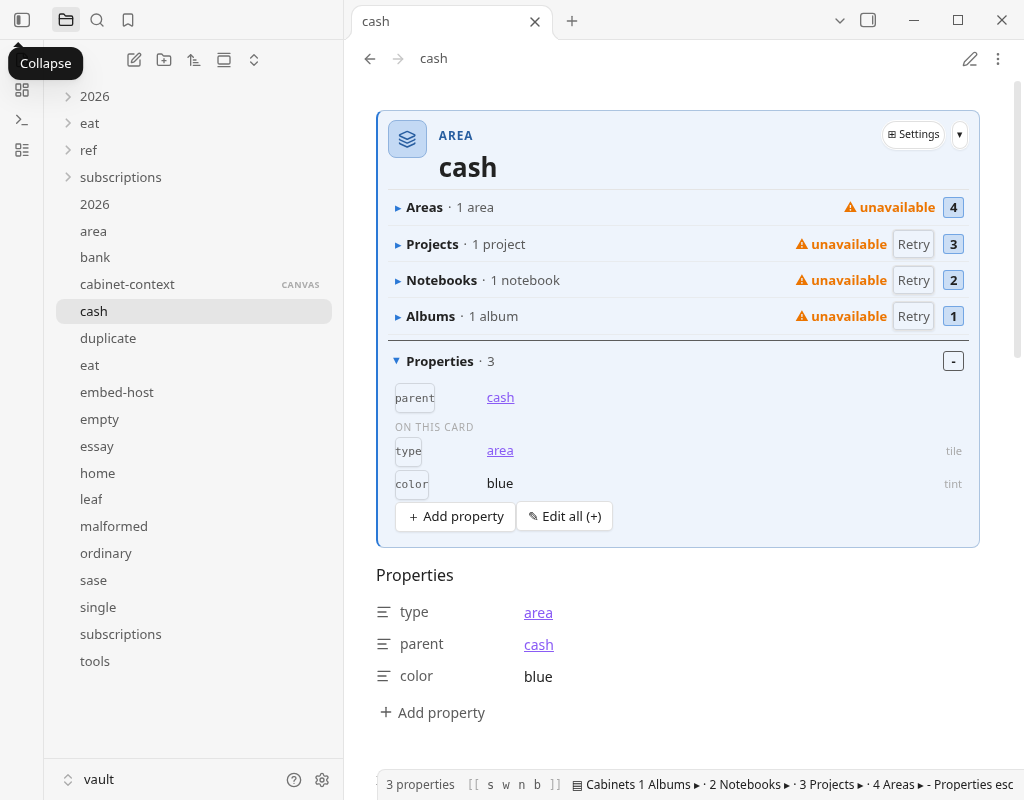 cash
Collapse
cash
2026
eat
ref
subscriptions
2026
area
bank
cabinet-context CANVAS
cash
duplicate
eat
embed-host
empty
essay
home
leaf
malformed
ordinary
sase
single
subscriptions
tools
vault
AREA
cash
⊞ Settings ▾
▸ Areas · 1 area ⚠ unavailable 4
▸ Projects · 1 project ⚠ unavailable Retry 3
▸ Notebooks · 1 notebook ⚠ unavailable Retry 2
▸ Albums · 1 album ⚠ unavailable Retry 1
▾ Properties · 3 -
parent cash
ON THIS CARD
type area tile
color blue tint
+ Add property ✎ Edit all (+)
Properties
type area
parent cash
color blue
+ Add property
3 properties [[ s w n b ]] ▤ Cabinets 1 Albums ▸ · 2 Notebooks ▸ · 3 Projects ▸ · 4 Areas ▸ - Properties esc